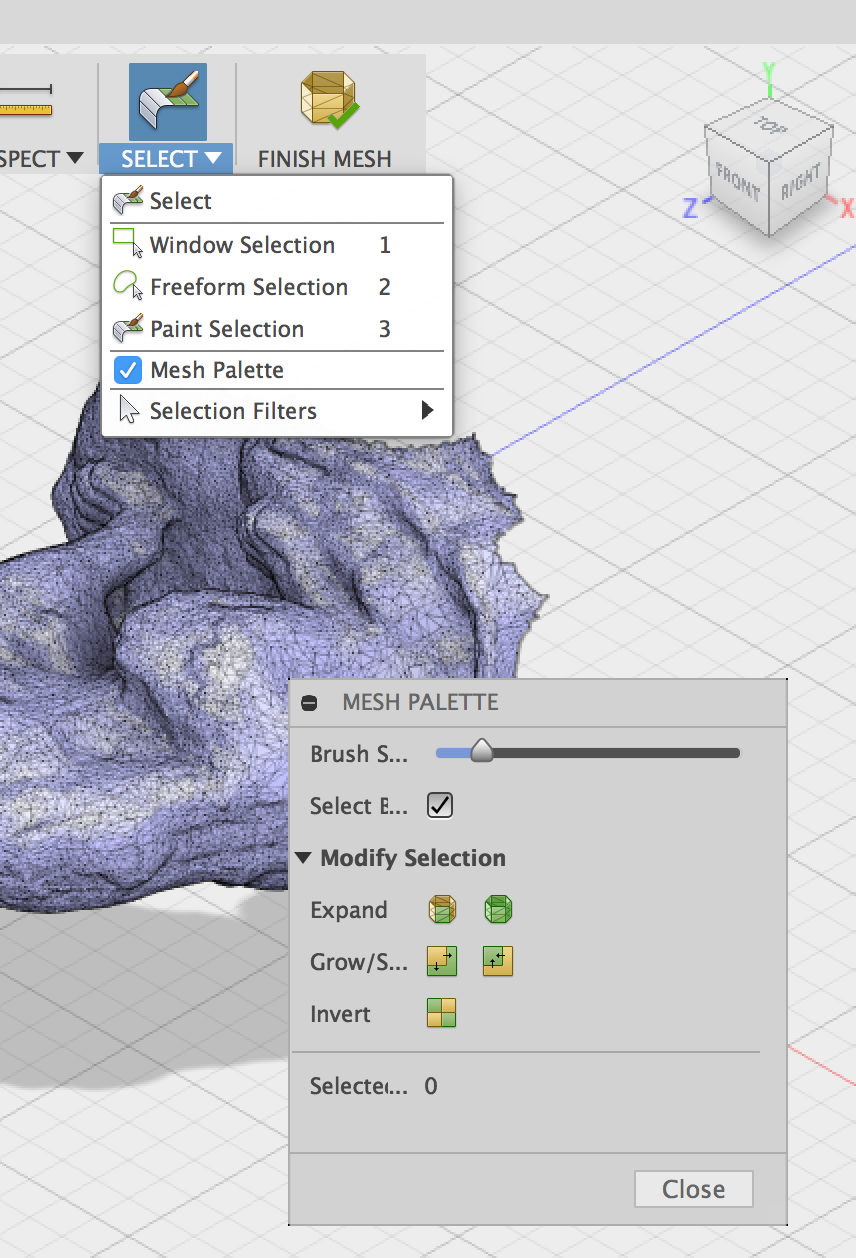 SPECT
SELECT
FINISH MESH
Select
Window Selection 1
Freeform Selection 2
Paint Selection 3
Mesh Palette
Selection Filters
Y
TOP
FRONT
RIGHT
Z
X
MESH PALETTE
Brush S...
Select B...
Modify Selection
Expand
Grow/S...
Invert
Selecte... 0
Close